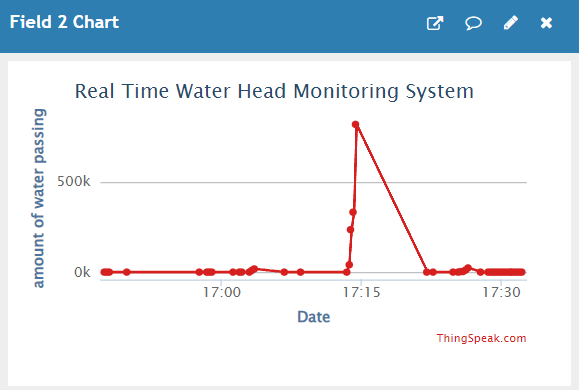 Field 2 Chart
Real Time Water Head Monitoring System
amount of water passing
500k
0k
17:00 17:15 17:30
Date
ThingSpeak.com